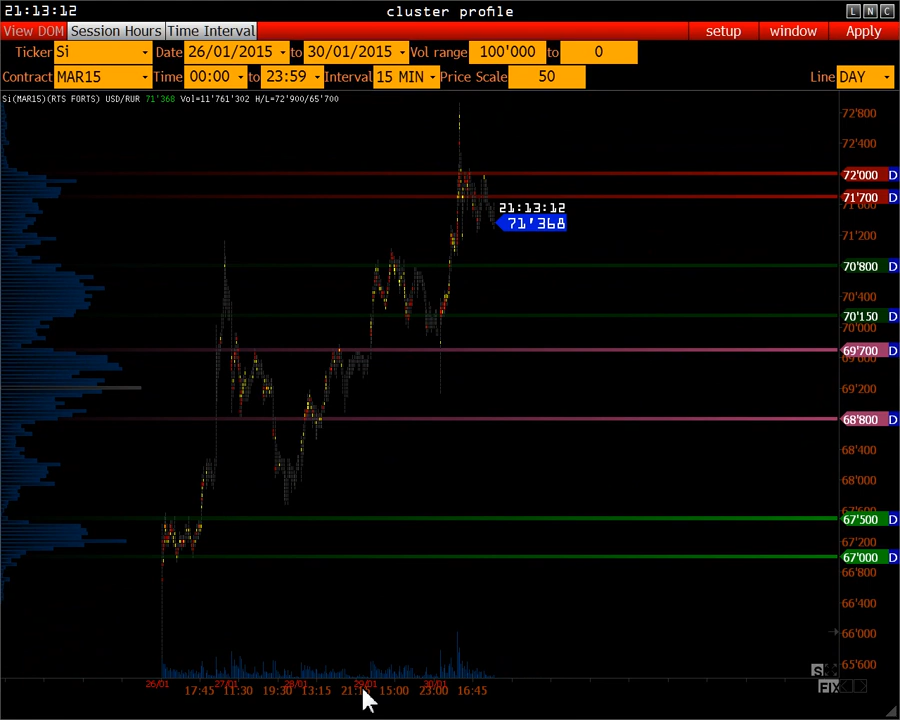 21:13:12 cluster profile L N C
View DOM Session Hours Time Interval setup window Apply
Ticker Si Date 26/01/2015 to 30/01/2015 Vol range 100'000 to 0
Contract MAR15 Time 00:00 to 23:59 Interval 15 MIN Price Scale 50 Line DAY
Si(MAR15)(RTS FORTS) USD/RUR 71'368 Vol=11'761'302 H/L=72'900/65'700
72'800
72'400
72'000 D
71'700 D
71'600
21:13:12
71'368
71'200
70'800 D
70'400
70'150 D
70'000
69'700 D
69'600
69'200
68'800 D
68'400
68'000
67'600
67'500 D
67'200
67'000 D
66'800
66'400
66'000
65'600
26/01 27/01 28/01 29/01 30/01
17:45 11:30 19:30 13:15 15:00 23:00 16:45
FIX